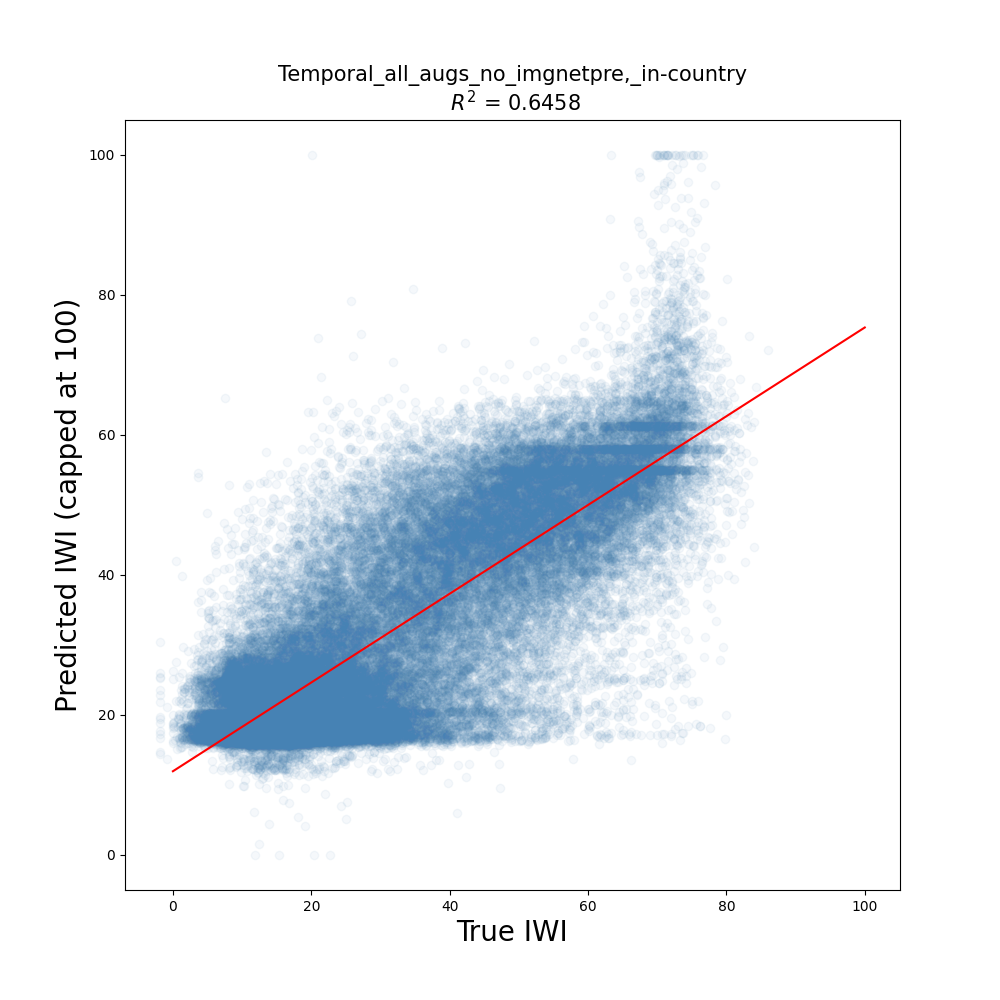 Temporal_all_augs_no_imgnetpre,_in-country
R² = 0.6458
100
80
60
40
20
0
Predicted IWI (capped at 100)
0 20 40 60 80 100
True IWI